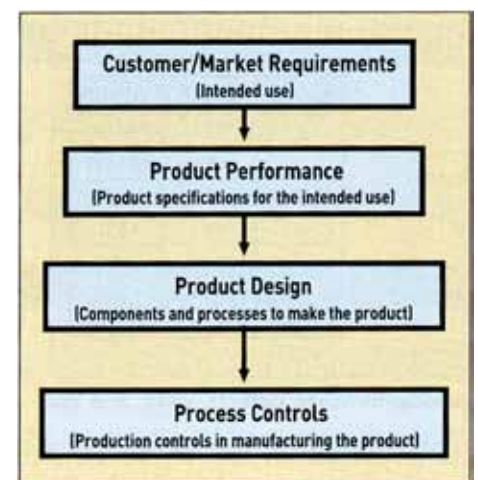 Customer/Market Requirements
(Intended use)
Product Performance
(Product specifications for the intended use)
Product Design
(Components and processes to make the product)
Process Controls
(Production controls in manufacturing the product)